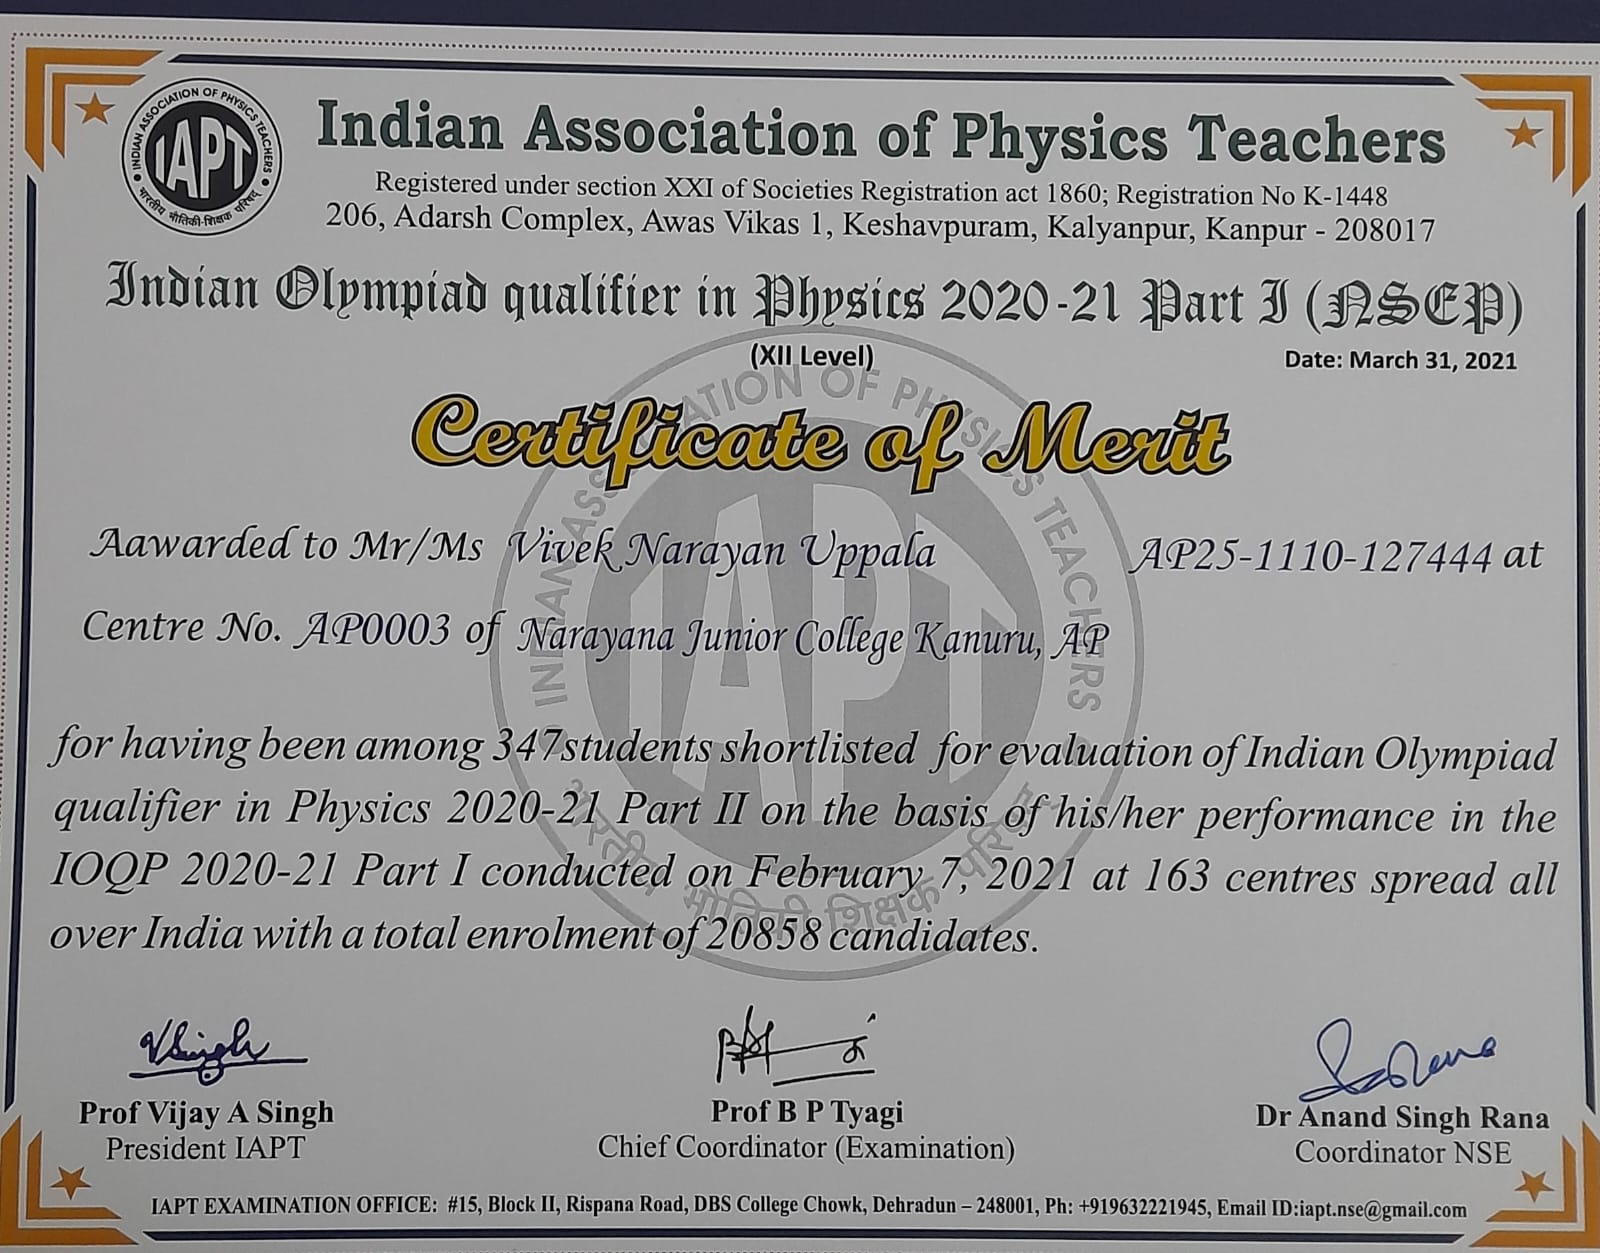 INDIAN ASSOCIATION OF PHYSICS TEACHERS
IAPT
भारतीय भौतिकी-शिक्षक परिषद्
Indian Association of Physics Teachers
Registered under section XXI of Societies Registration act 1860; Registration No K-1448
206, Adarsh Complex, Awas Vikas 1, Keshavpuram, Kalyanpur, Kanpur - 208017
Indian Olympiad qualifier in Physics 2020-21 Part I (NSEP)
(XII Level)
Date: March 31, 2021
Certificate of Merit
Aawarded to Mr/Ms Vivek Narayan Uppala AP25-1110-127444 at
Centre No. AP0003 of Narayana Junior College Kanuru, AP
for having been among 347students shortlisted for evaluation of Indian Olympiad
qualifier in Physics 2020-21 Part II on the basis of his/her performance in the
IOQP 2020-21 Part I conducted on February 7, 2021 at 163 centres spread all
over India with a total enrolment of 20858 candidates.
Prof Vijay A Singh
President IAPT
Prof B P Tyagi
Chief Coordinator (Examination)
Dr Anand Singh Rana
Coordinator NSE
IAPT EXAMINATION OFFICE: #15, Block II, Rispana Road, DBS College Chowk, Dehradun – 248001, Ph: +919632221945, Email ID:iapt.nse@gmail.com